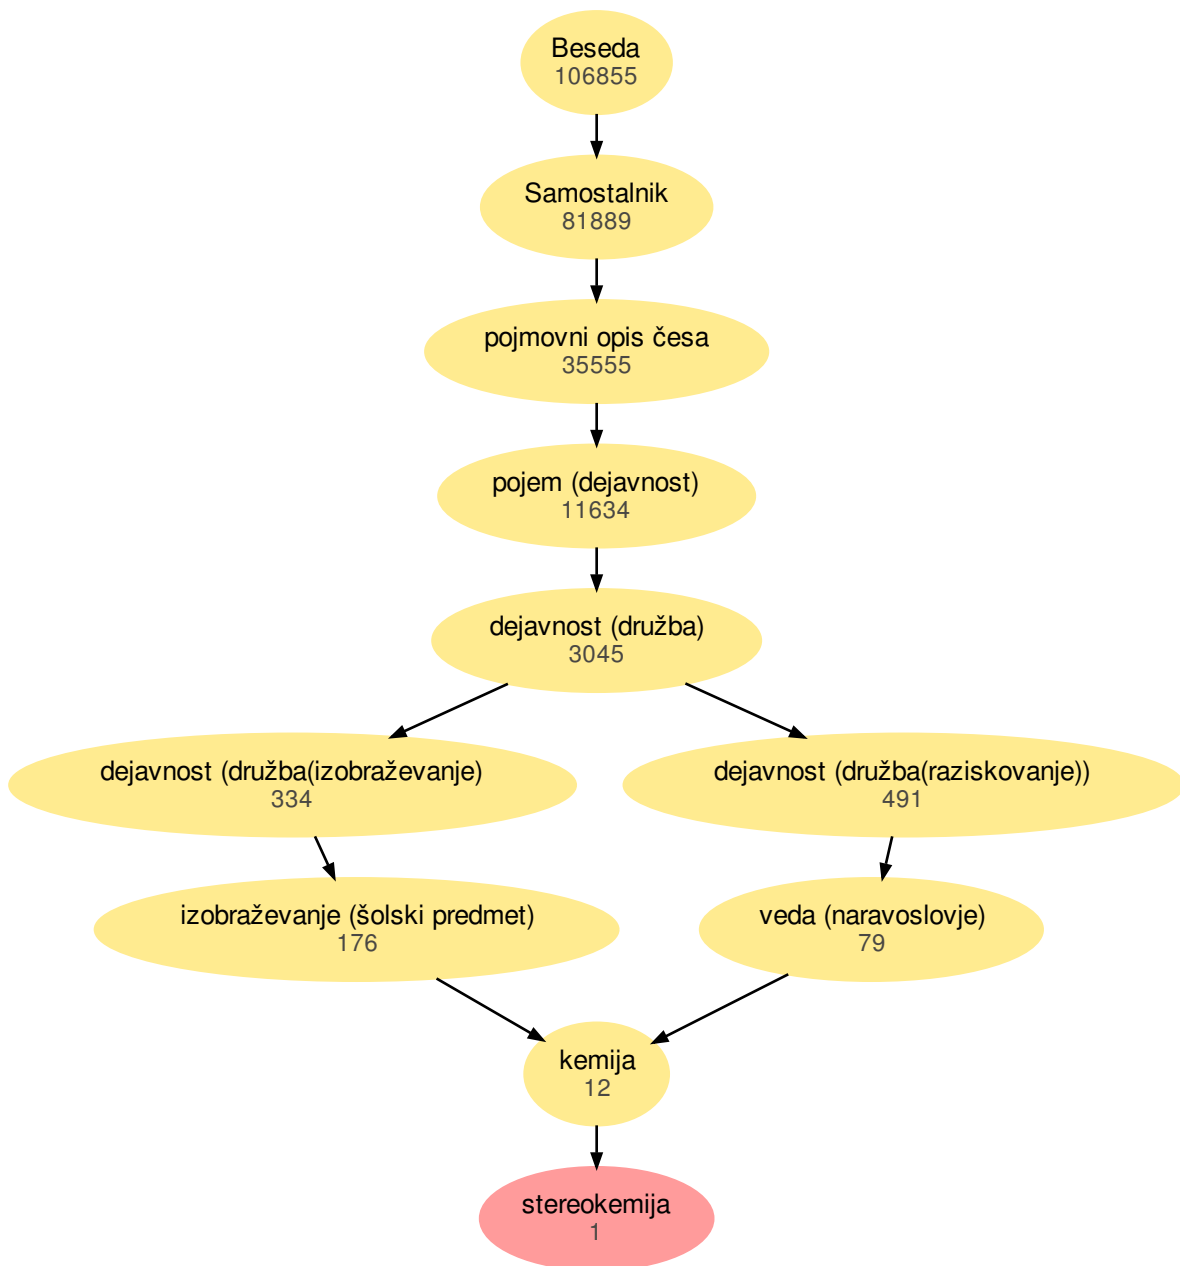 Beseda
106855
Samostalnik
81889
pojmovni opis česa
35555
pojem (dejavnost)
11634
dejavnost (družba)
3045
dejavnost (družba(izobraževanje)
334
dejavnost (družba(raziskovanje))
491
izobraževanje (šolski predmet)
176
veda (naravoslovje)
79
kemija
12
stereokemija
1